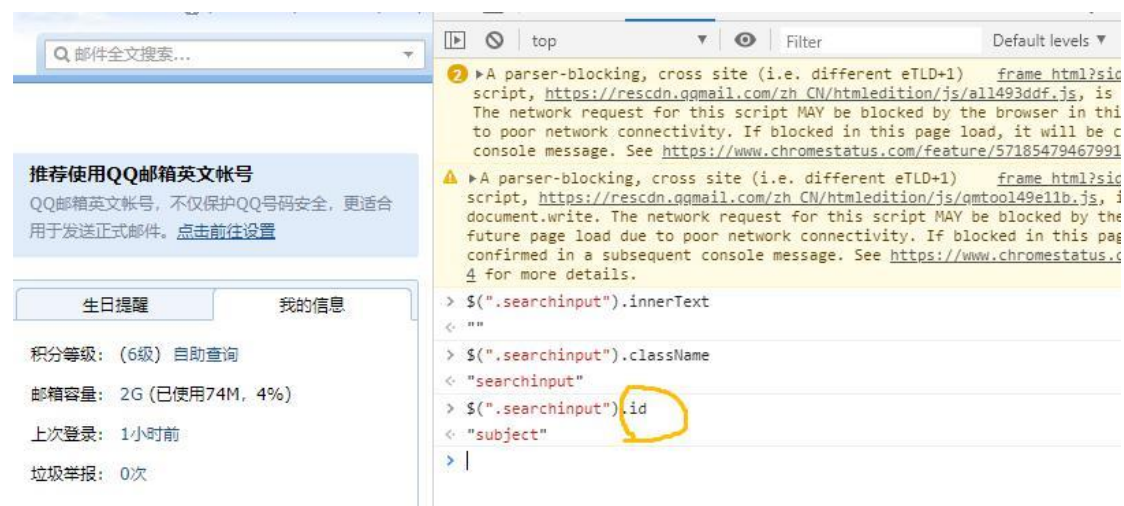 邮件全文搜索...
推荐使用QQ邮箱英文帐号
QQ邮箱英文帐号，不仅保护QQ号码安全，更适合
用于发送正式邮件。点击前往设置
生日提醒
我的信息
积分等级： (6级) 自助查询
邮箱容量： 2G (已使用74M, 4%)
上次登录： 1小时前
垃圾举报： 0次
top
Filter
Default levels ▼
2 ▶A parser-blocking, cross site (i.e. different eTLD+1) frame html?sid
script, https://rescdn.qqmail.com/zh_CN/htmledition/js/all493ddf.js, is
The network request for this script MAY be blocked by the browser in thi
to poor network connectivity. If blocked in this page load, it will be c
console message. See https://www.chromestatus.com/feature/57185479467991
▶A parser-blocking, cross site (i.e. different eTLD+1) frame html?sid
script, https://rescdn.qqmail.com/zh_CN/htmledition/js/qmtool49e11b.js, i
document.write. The network request for this script MAY be blocked by the
future page load due to poor network connectivity. If blocked in this pag
confirmed in a subsequent console message. See https://www.chromestatus.c
4 for more details.
> $(".searchinput").innerText
< ""
> $(".searchinput").className
< "searchinput"
> $(".searchinput").id
< "subject"
>